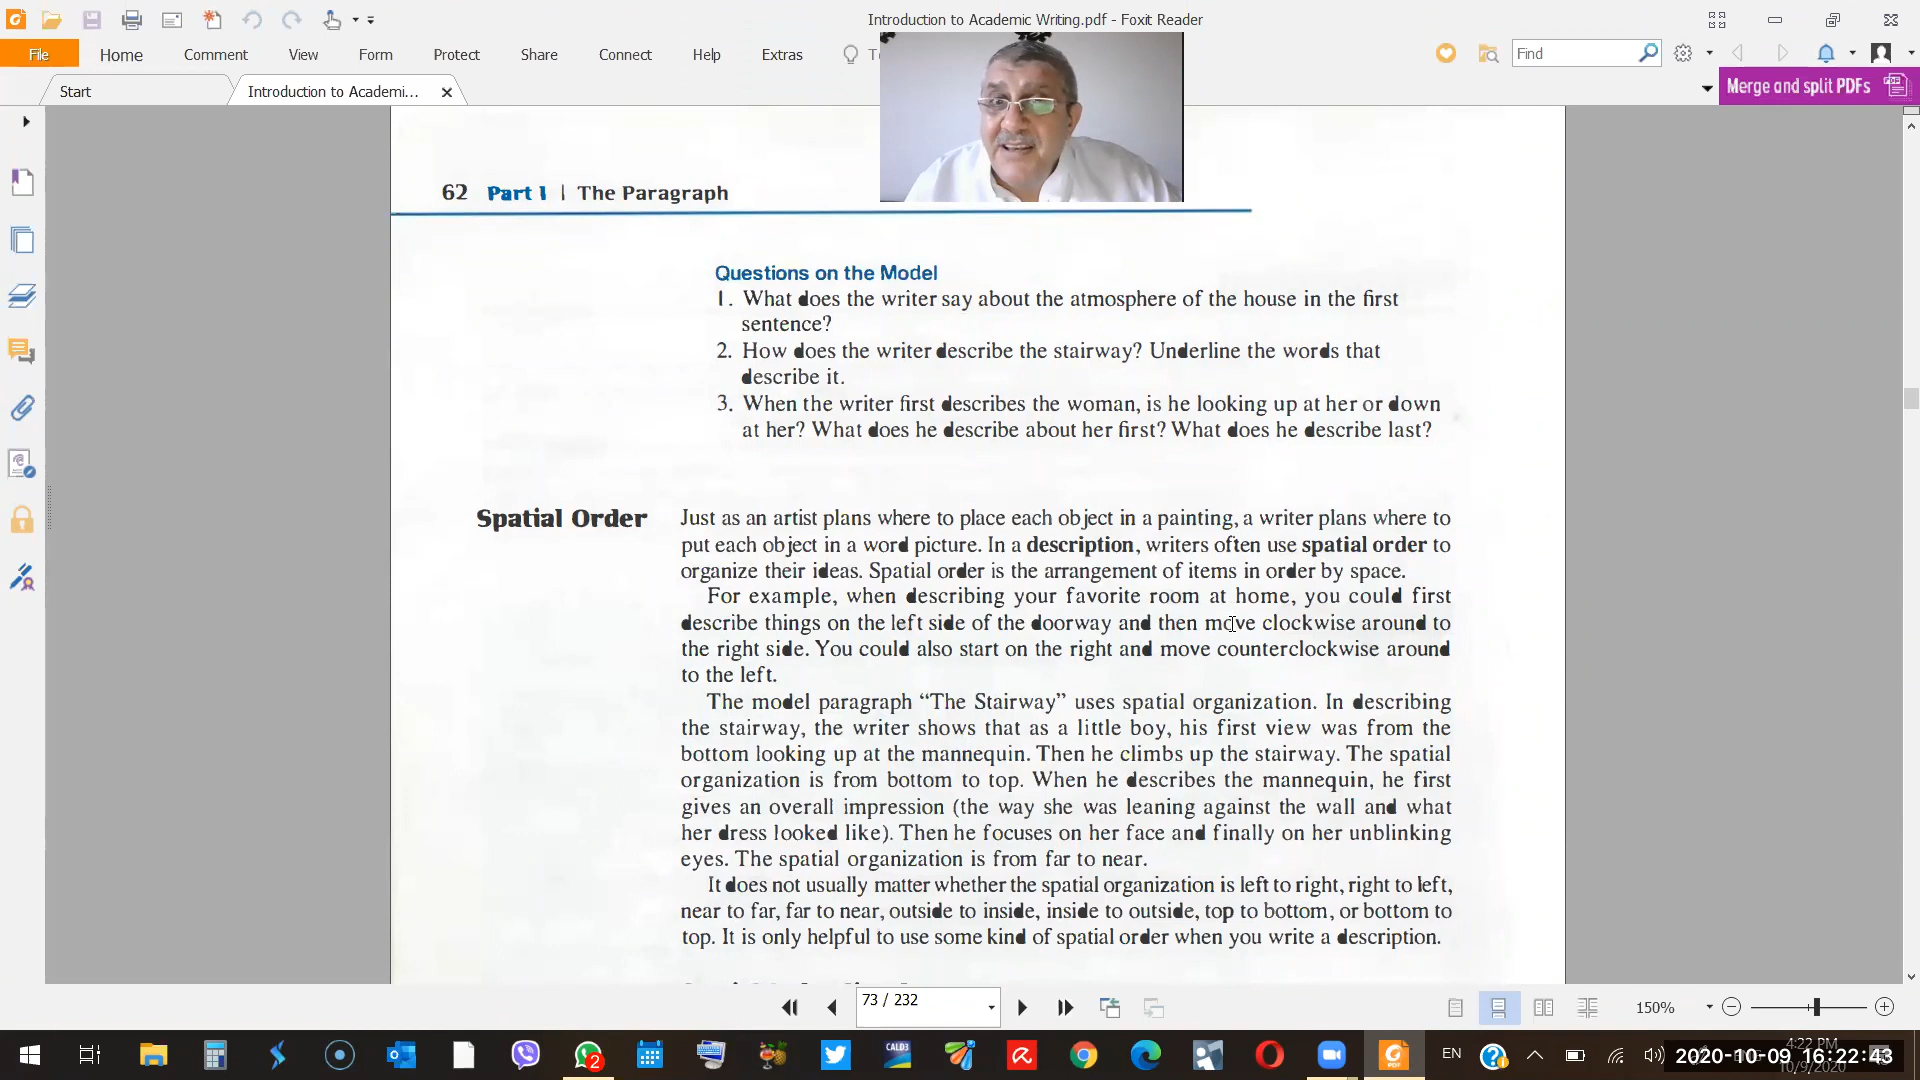 Introduction to Academic Writing.pdf - Foxit Reader
File Home Comment View Form Protect Share Connect Help Extras
Find
Start
Introduction to Academi...
Merge and split PDFs
62 Part I | The Paragraph
Questions on the Model
1. What does the writer say about the atmosphere of the house in the first
sentence?
2. How does the writer describe the stairway? Underline the words that
describe it.
3. When the writer first describes the woman, is he looking up at her or down
at her? What does he describe about her first? What does he describe last?
Spatial Order
Just as an artist plans where to place each object in a painting, a writer plans where to
put each object in a word picture. In a description, writers often use spatial order to
organize their ideas. Spatial order is the arrangement of items in order by space.
For example, when describing your favorite room at home, you could first
describe things on the left side of the doorway and then move clockwise around to
the right side. You could also start on the right and move counterclockwise around
to the left.
The model paragraph “The Stairway” uses spatial organization. In describing
the stairway, the writer shows that as a little boy, his first view was from the
bottom looking up at the mannequin. Then he climbs up the stairway. The spatial
organization is from bottom to top. When he describes the mannequin, he first
gives an overall impression (the way she was leaning against the wall and what
her dress looked like). Then he focuses on her face and finally on her unblinking
eyes. The spatial organization is from far to near.
It does not usually matter whether the spatial organization is left to right, right to left,
near to far, far to near, outside to inside, inside to outside, top to bottom, or bottom to
top. It is only helpful to use some kind of spatial order when you write a description.
73 / 232
150%
CALD3
2
PDF
EN
4:22 PM
2020-10-09 16:22:43
10/9/2020